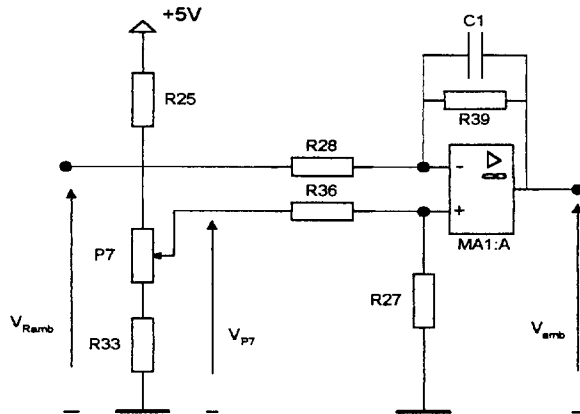 +5V
C1
R25
R39
R28
-
R36
+
MA1:A
P7
R27
V_Ramb
R33
V_P7
V_amb